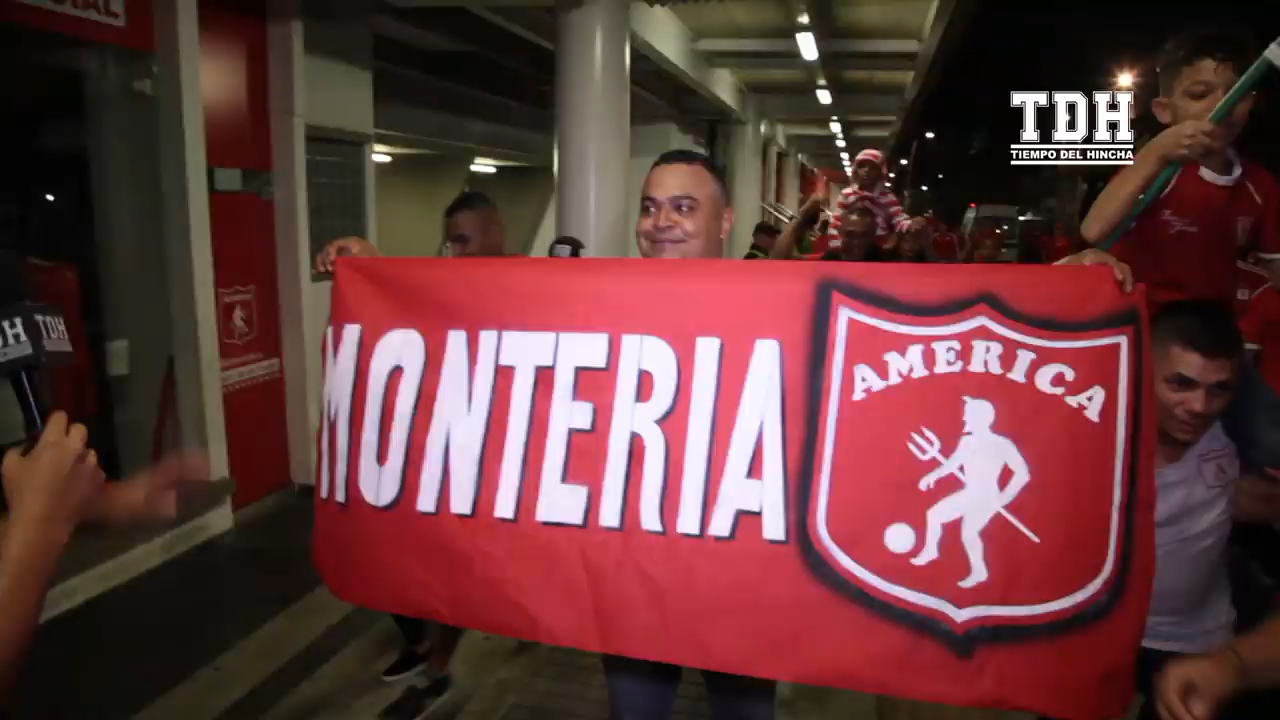 TDH
TIEMPO DEL HINCHA
MONTERIA
AMERICA
TDH